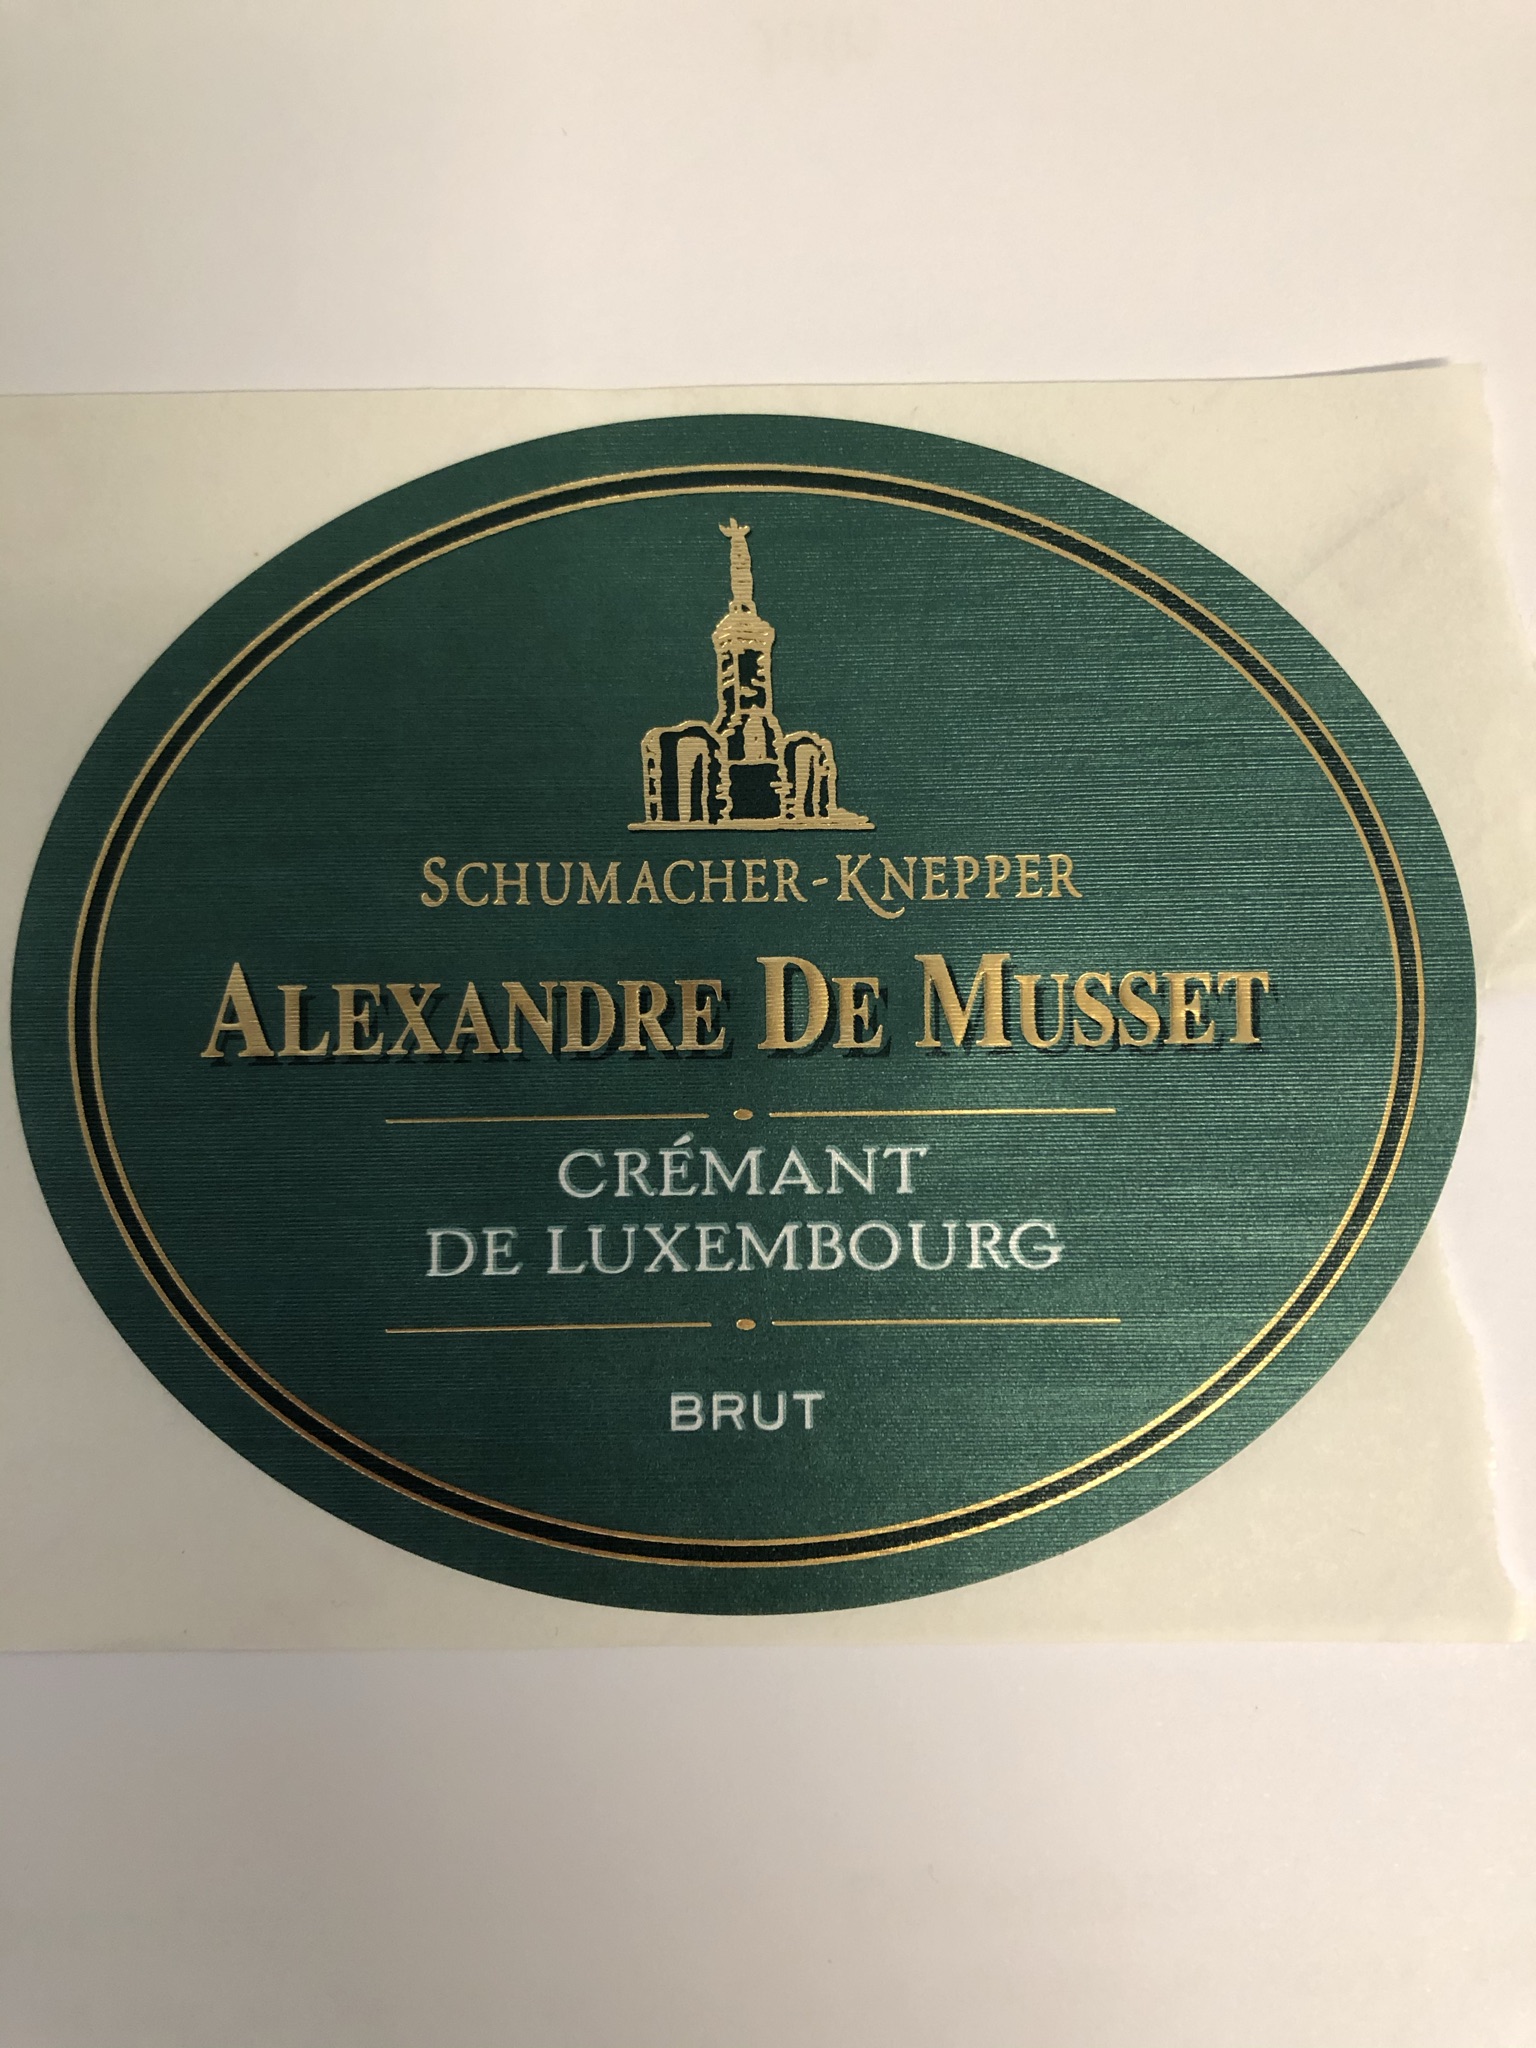 SCHUMACHER-KNEPPER
ALEXANDRE DE MUSSET
CRÉMANT
DE LUXEMBOURG
BRUT